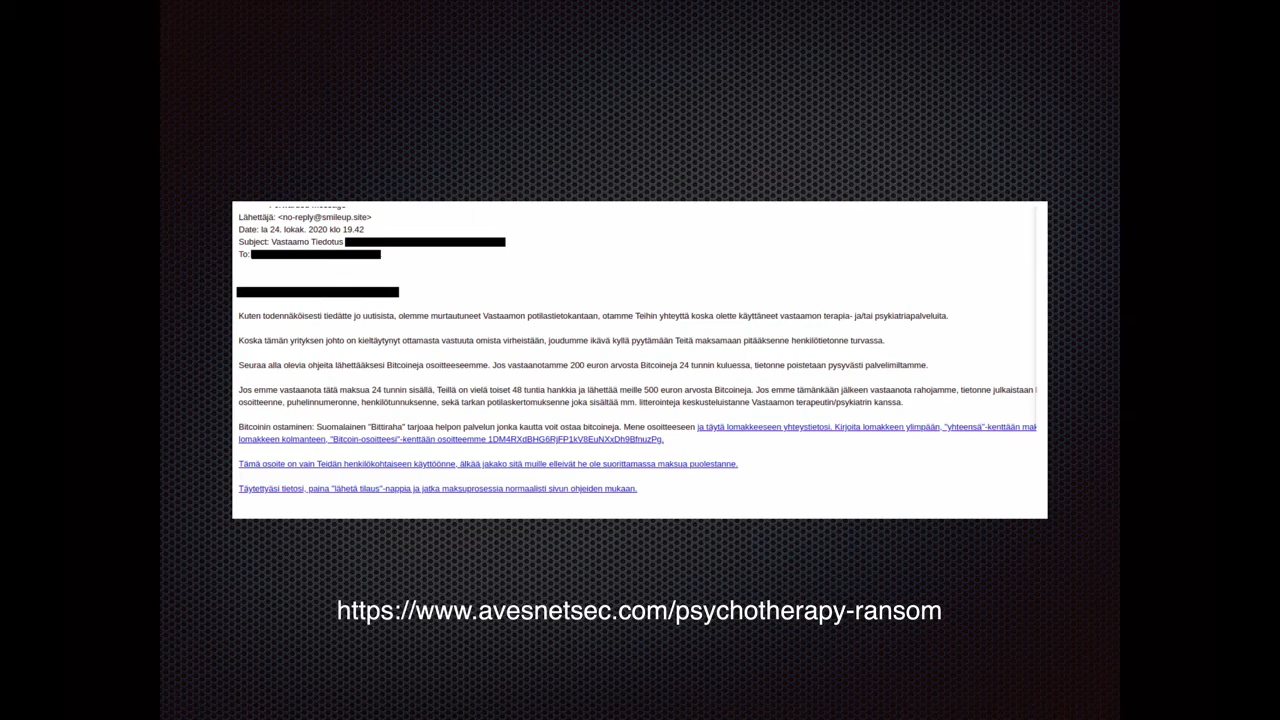 Forwarded message
Lähettäjä: <no-reply@smileup.site>
Date: la 24. lokak. 2020 klo 19.42
Subject: Vastaamo Tiedotus
To:
Kuten todennäköisesti tiedätte jo uutisista, olemme murtautuneet Vastaamon potilastietokantaan, otamme Teihin yhteyttä koska olette käyttäneet vastaamon terapia- ja/tai psykiatriapalveluita.
Koska tämän yrityksen johto on kieltäytynyt ottamasta vastuuta omista virheistään, joudumme ikävä kyllä pyytämään Teitä maksamaan pitääksenne henkilötietonne turvassa.
Seuraa alla olevia ohjeita lähettääksesi Bitcoineja osoitteeseemme. Jos vastaanotamme 200 euron arvosta Bitcoineja 24 tunnin kuluessa, tietonne poistetaan pysyvästi palvelimiltamme.
Jos emme vastaanota tätä maksua 24 tunnin sisällä, Teillä on vielä toiset 48 tuntia hankkia ja lähettää meille 500 euron arvosta Bitcoineja. Jos emme tämänkään jälkeen vastaanota rahojamme, tietonne julkaistaan
osoitteenne, puhelinnumeronne, henkilötunnuksenne, sekä tarkan potilaskertomuksenne joka sisältää mm. litterointeja keskusteluistanne Vastaamon terapeutin/psykiatrin kanssa.
Bitcoinin ostaminen: Suomalainen "Bittiraha" tarjoaa helpon palvelun jonka kautta voit ostaa bitcoineja. Mene osoitteeseen ja täytä lomakkeeseen yhteystietosi. Kirjoita lomakkeen ylimpään, "yhteensä"-kenttään
lomakkeen kolmanteen, "Bitcoin-osoitteesi"-kenttään osoitteemme 1DM4RXdBHG6RjFP1kV8EuNXxDh9BfnuzPg.
Tämä osoite on vain Teidän henkilökohtaiseen käyttöönne, älkää jakako sitä muille elleivät he ole suorittamassa maksua puolestanne.
Täytettyäsi tietosi, paina "lähetä tilaus"-nappia ja jatka maksuprosessia normaalisti sivun ohjeiden mukaan.
https://www.avesnetsec.com/psychotherapy-ransom